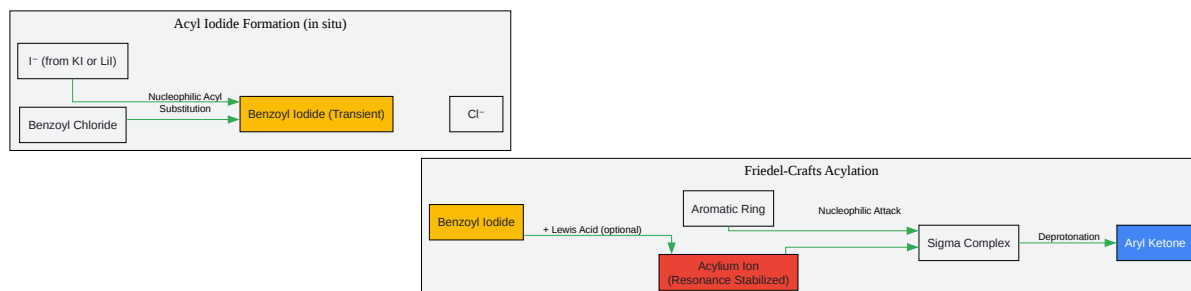 Acyl Iodide Formation (in situ)
I⁻ (from KI or LiI)
Nucleophilic Acyl
Substitution
Benzoyl Chloride
Benzoyl Iodide (Transient)
Cl⁻
Friedel-Crafts Acylation
Benzoyl Iodide
+ Lewis Acid (optional)
Aromatic Ring
Nucleophilic Attack
Acylium Ion
(Resonance Stabilized)
Sigma Complex
Deprotonation
Aryl Ketone